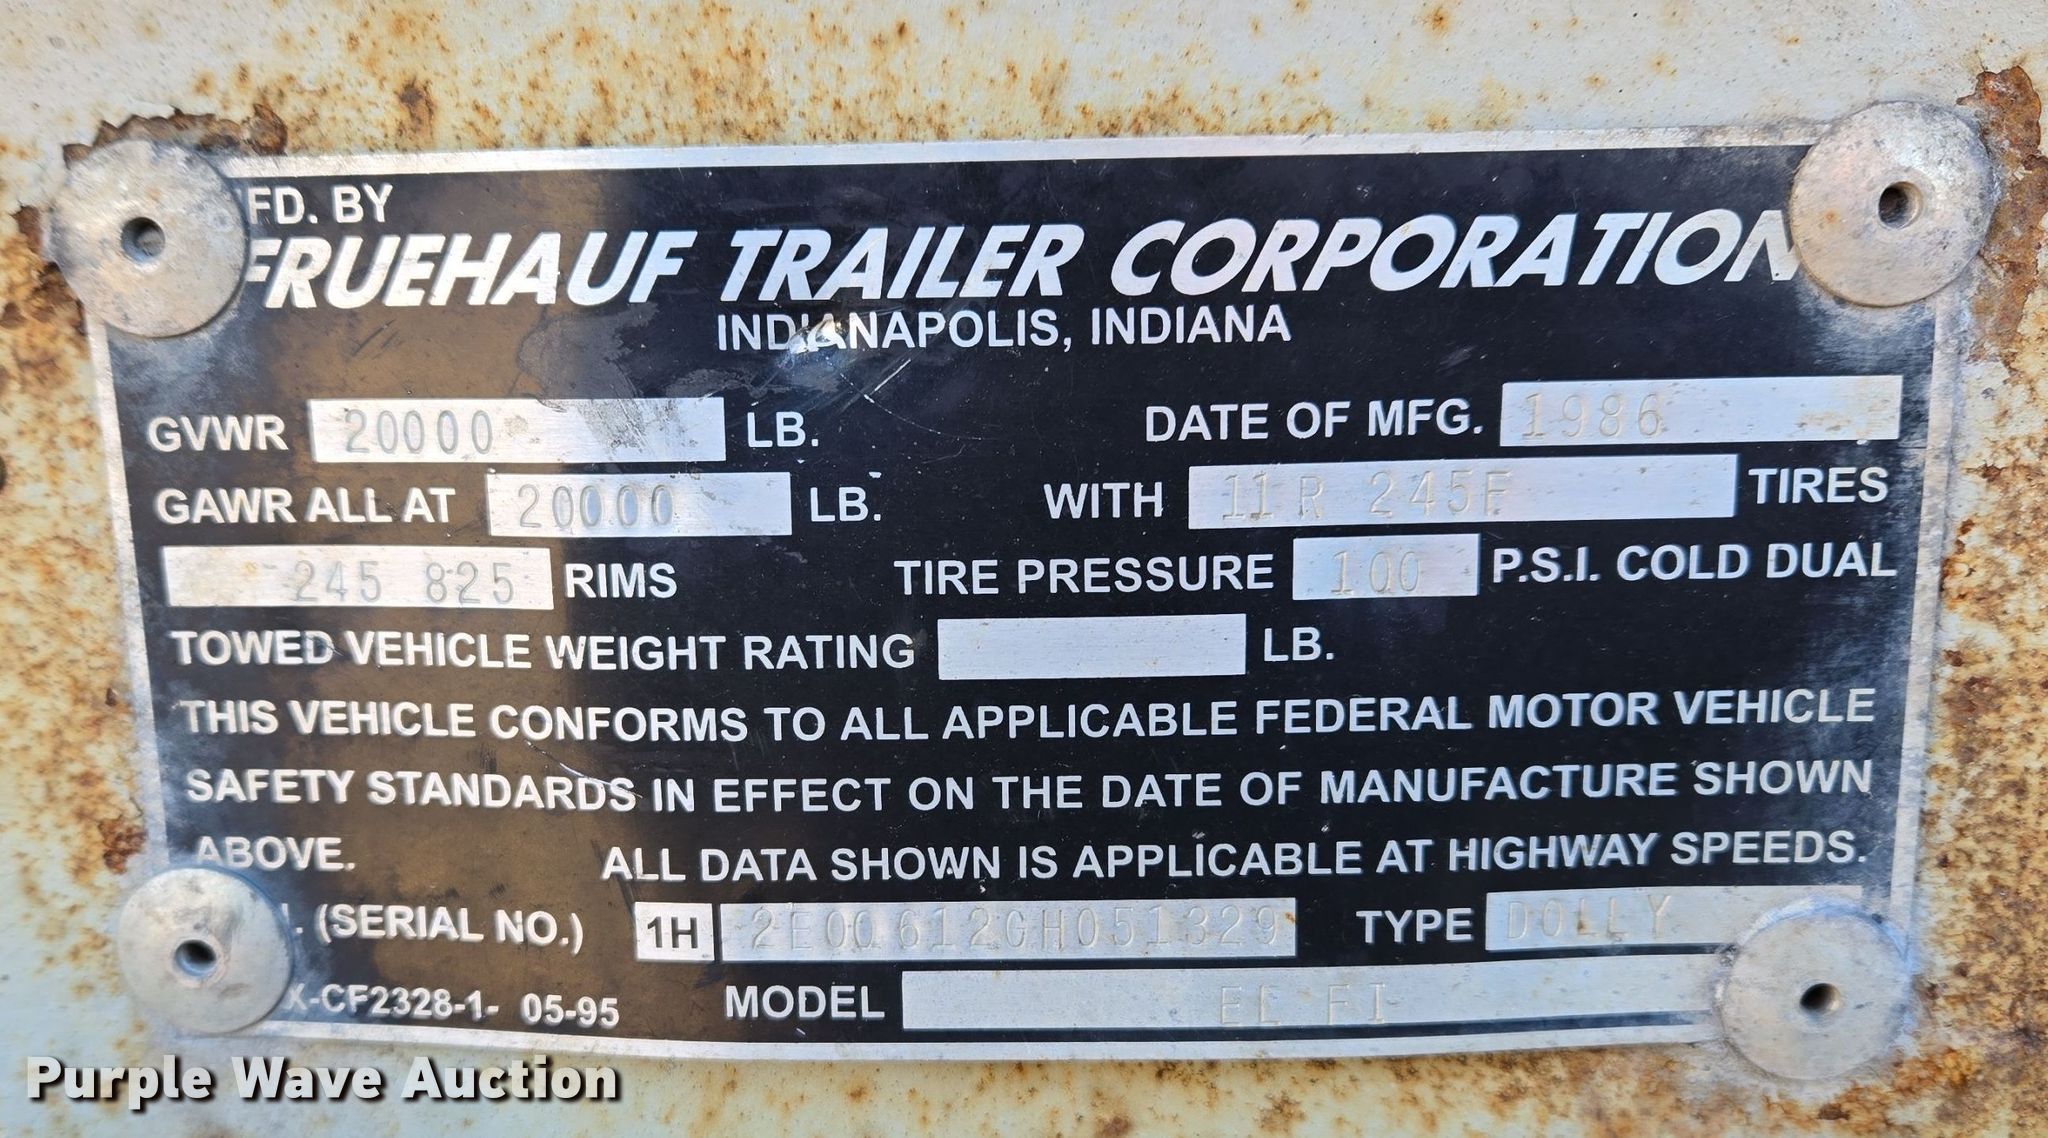 FD. BY
FRUEHAUF TRAILER CORPORATION
INDIANAPOLIS, INDIANA
GVWR 20000 LB. DATE OF MFG. 1986
GAWR ALL AT 20000 LB. WITH 11 R 245F TIRES
245 825 RIMS TIRE PRESSURE 100 P.S.I. COLD DUAL
TOWED VEHICLE WEIGHT RATING LB.
THIS VEHICLE CONFORMS TO ALL APPLICABLE FEDERAL MOTOR VEHICLE
SAFETY STANDARDS IN EFFECT ON THE DATE OF MANUFACTURE SHOWN
ABOVE. ALL DATA SHOWN IS APPLICABLE AT HIGHWAY SPEEDS.
(SERIAL NO.) 1H 2E00612GH051329 TYPE DOLLY
X-CF2328-1- 05-95 MODEL EL FI
Purple Wave Auction